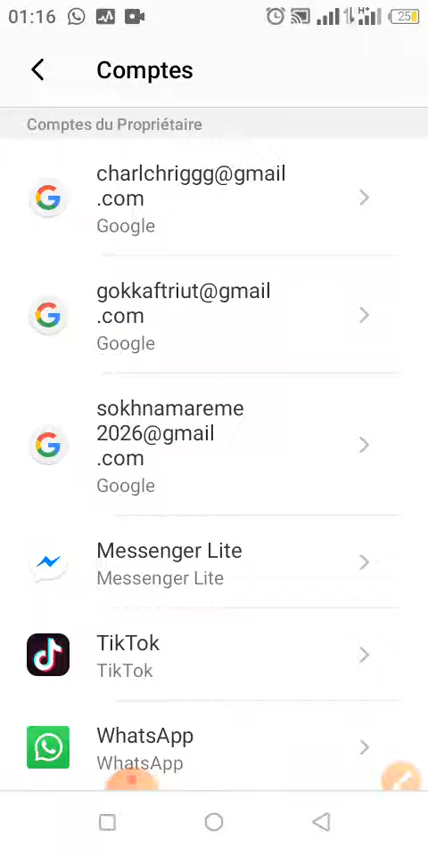 01:16 H+ 25
Comptes
Comptes du Propriétaire
charlchriggg@gmail
.com
Google
gokkaftriut@gmail
.com
Google
sokhnamareme
2026@gmail
.com
Google
Messenger Lite
Messenger Lite
TikTok
TikTok
WhatsApp
WhatsApp